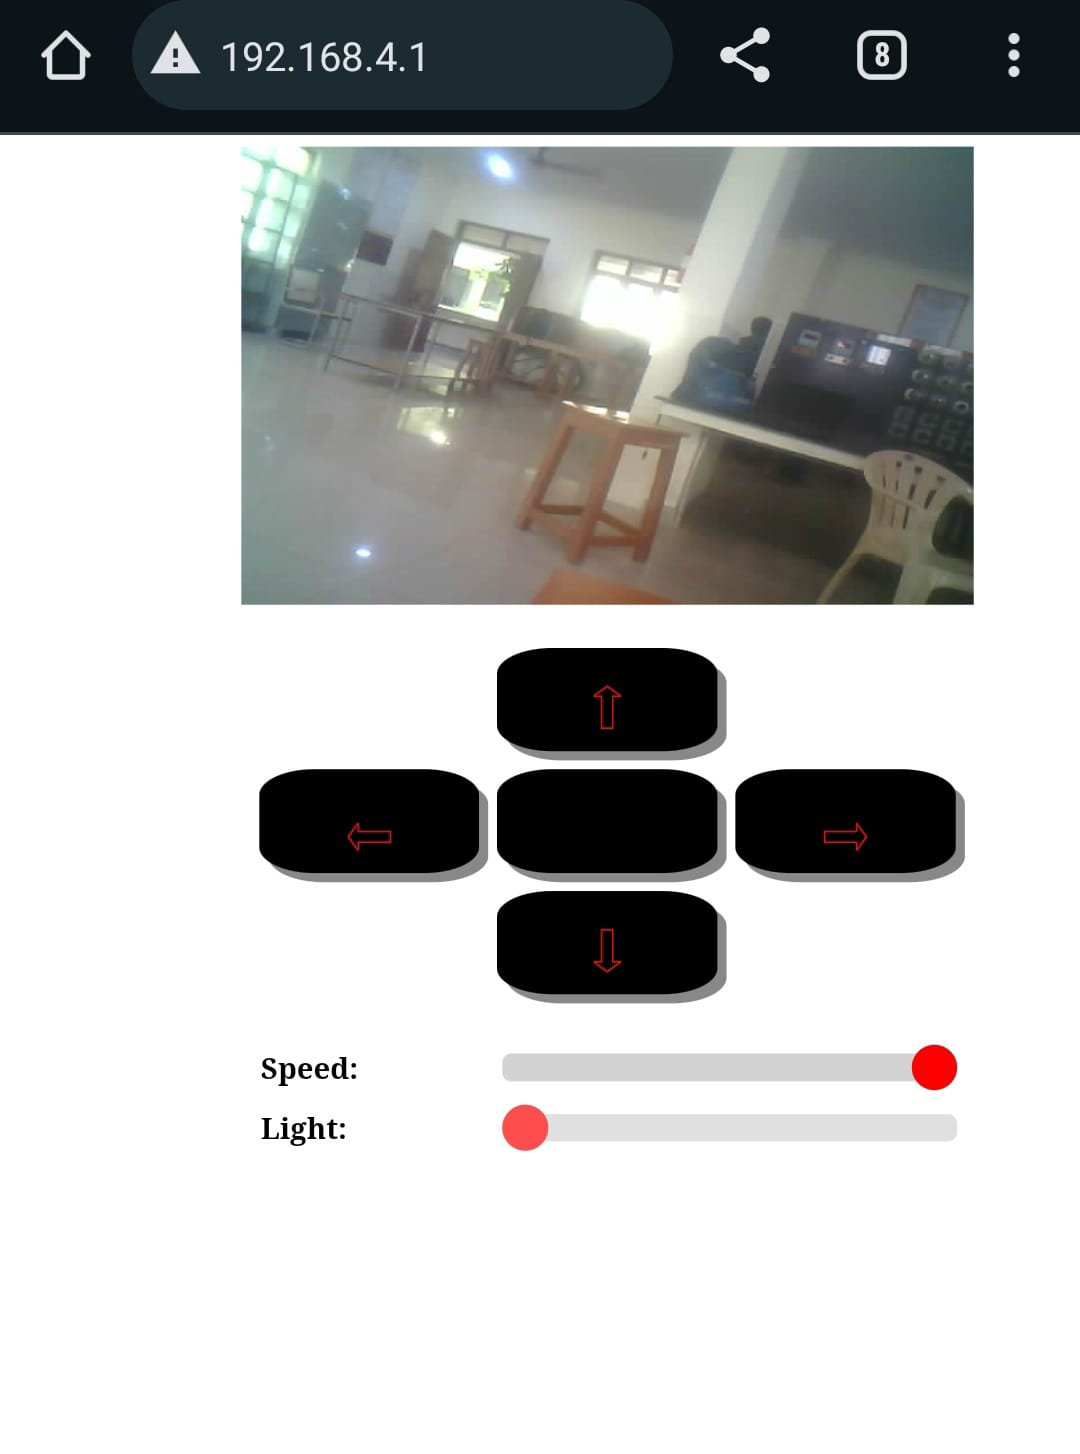 192.168.4.1
8
⇧
⇦ ⇨
⇩
Speed:
Light: